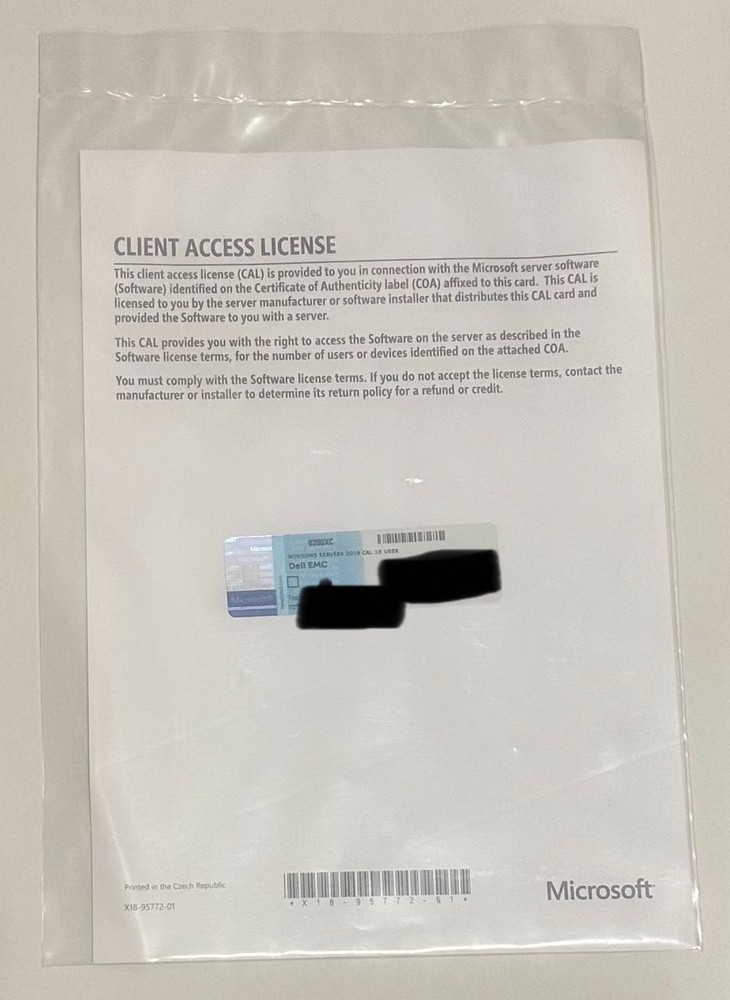 CLIENT ACCESS LICENSE
This client access license (CAL) is provided to you in connection with the Microsoft server software
(Software) identified on the Certificate of Authenticity label (COA) affixed to this card. This CAL is
licensed to you by the server manufacturer or software installer that distributes this CAL card and
provided the Software to you with a server.
This CAL provides you with the right to access the Software on the server as described in the
Software license terms, for the number of users or devices identified on the attached COA.
You must comply with the Software license terms. If you do not accept the license terms, contact the
manufacturer or installer to determine its return policy for a refund or credit.
0200XC
WINDOWS SERVER 2019 CAL 10 USER
Dell EMC
Microsoft
Printed in the Czech Republic
X18-95772-01
Microsoft